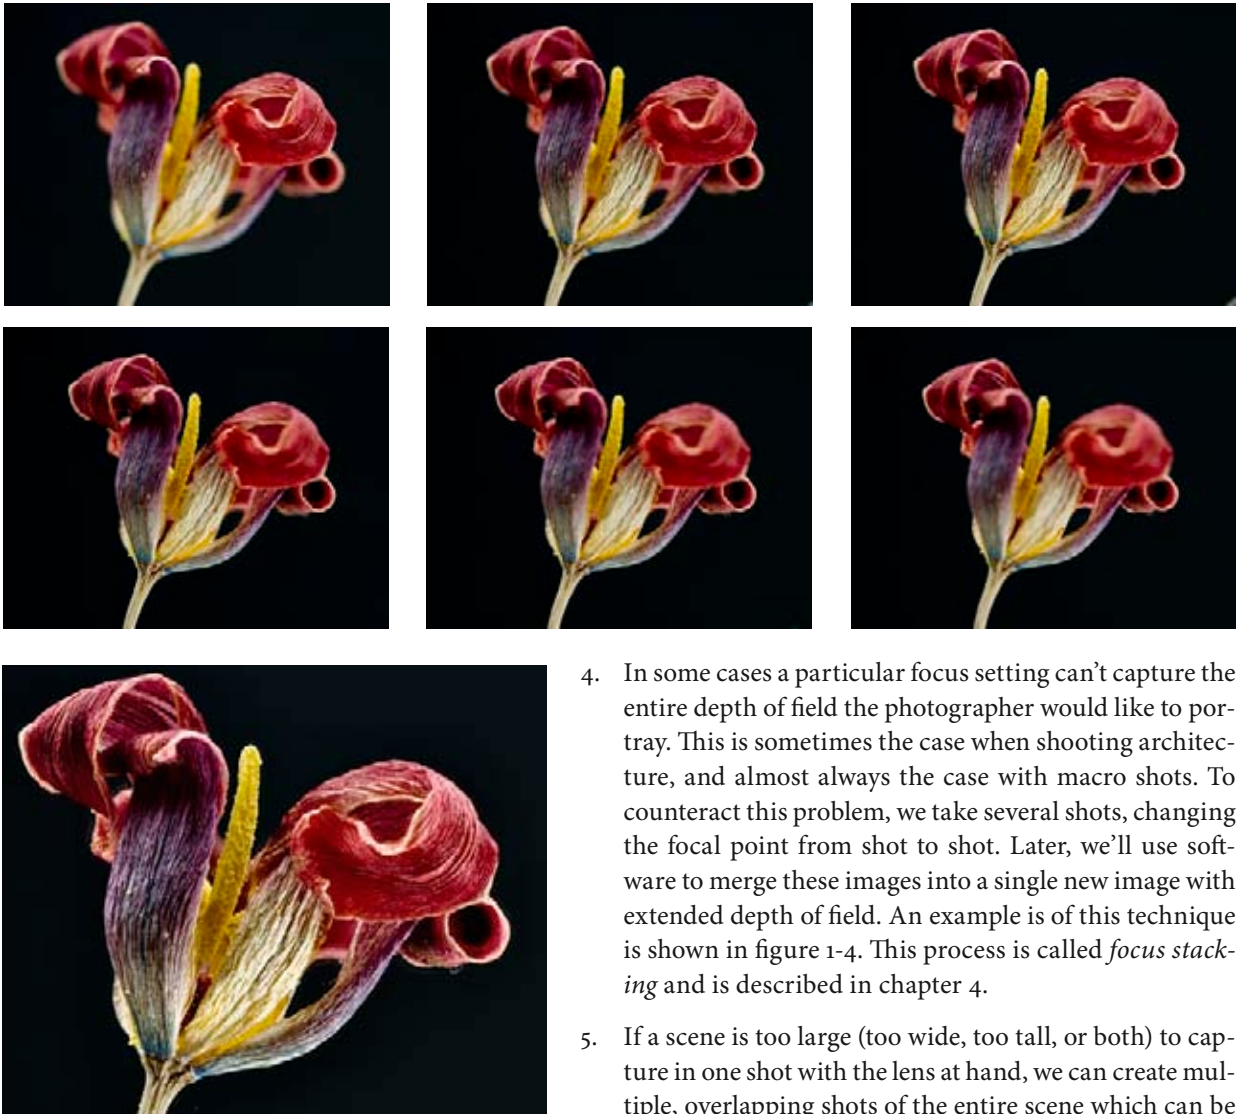 4. In some cases a particular focus setting can't capture the
entire depth of field the photographer would like to por-
tray. This is sometimes the case when shooting architec-
ture, and almost always the case with macro shots. To
counteract this problem, we take several shots, changing
the focal point from shot to shot. Later, we'll use soft-
ware to merge these images into a single new image with
extended depth of field. An example is of this technique
is shown in figure 1-4. This process is called focus stack-
ing and is described in chapter 4.
5. If a scene is too large (too wide, too tall, or both) to cap-
ture in one shot with the lens at hand, we can create mul-
tiple, overlapping shots of the entire scene which can be